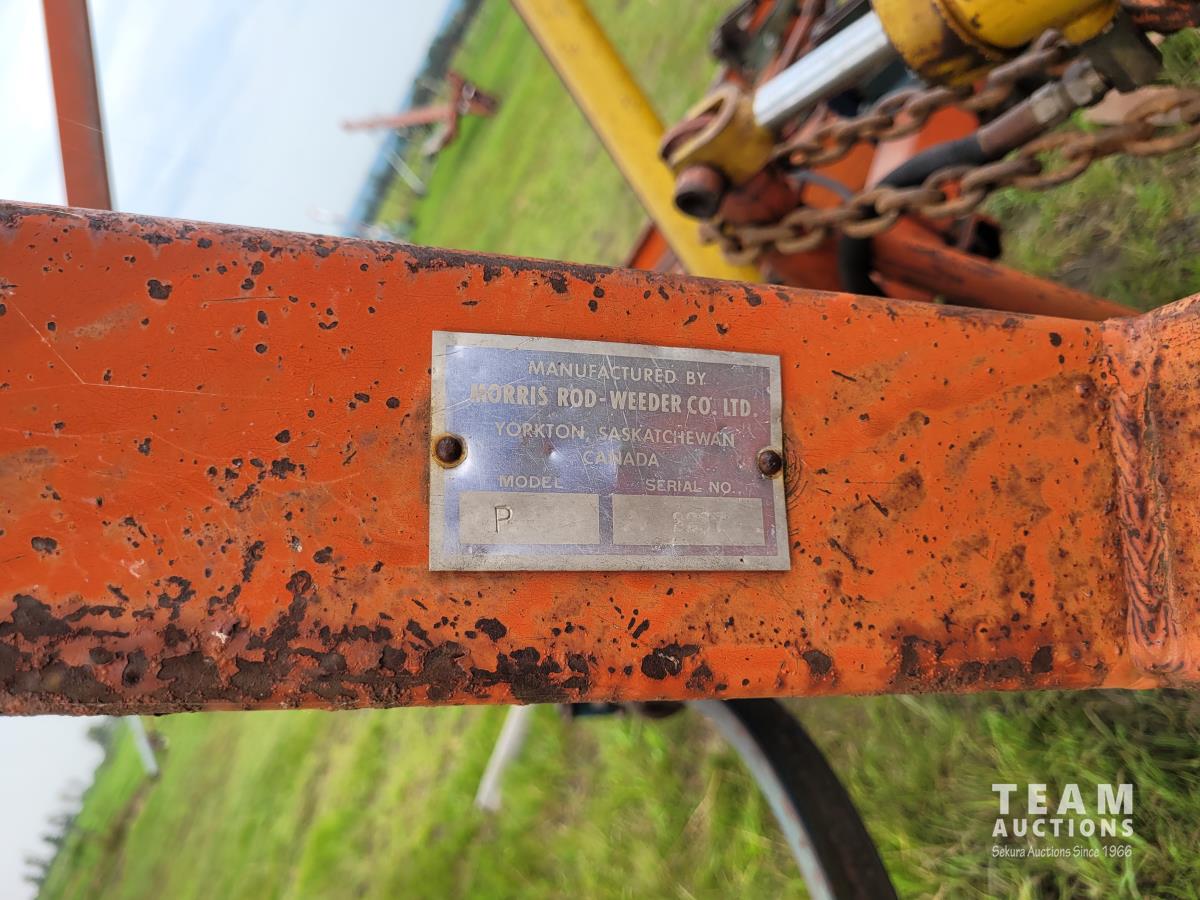 MANUFACTURED BY
MORRIS ROD-WEEDER CO. LTD.
YORKTON, SASKATCHEWAN
CANADA
MODEL SERIAL NO.
P
TEAM
AUCTIONS
Sekura Auctions Since 1966